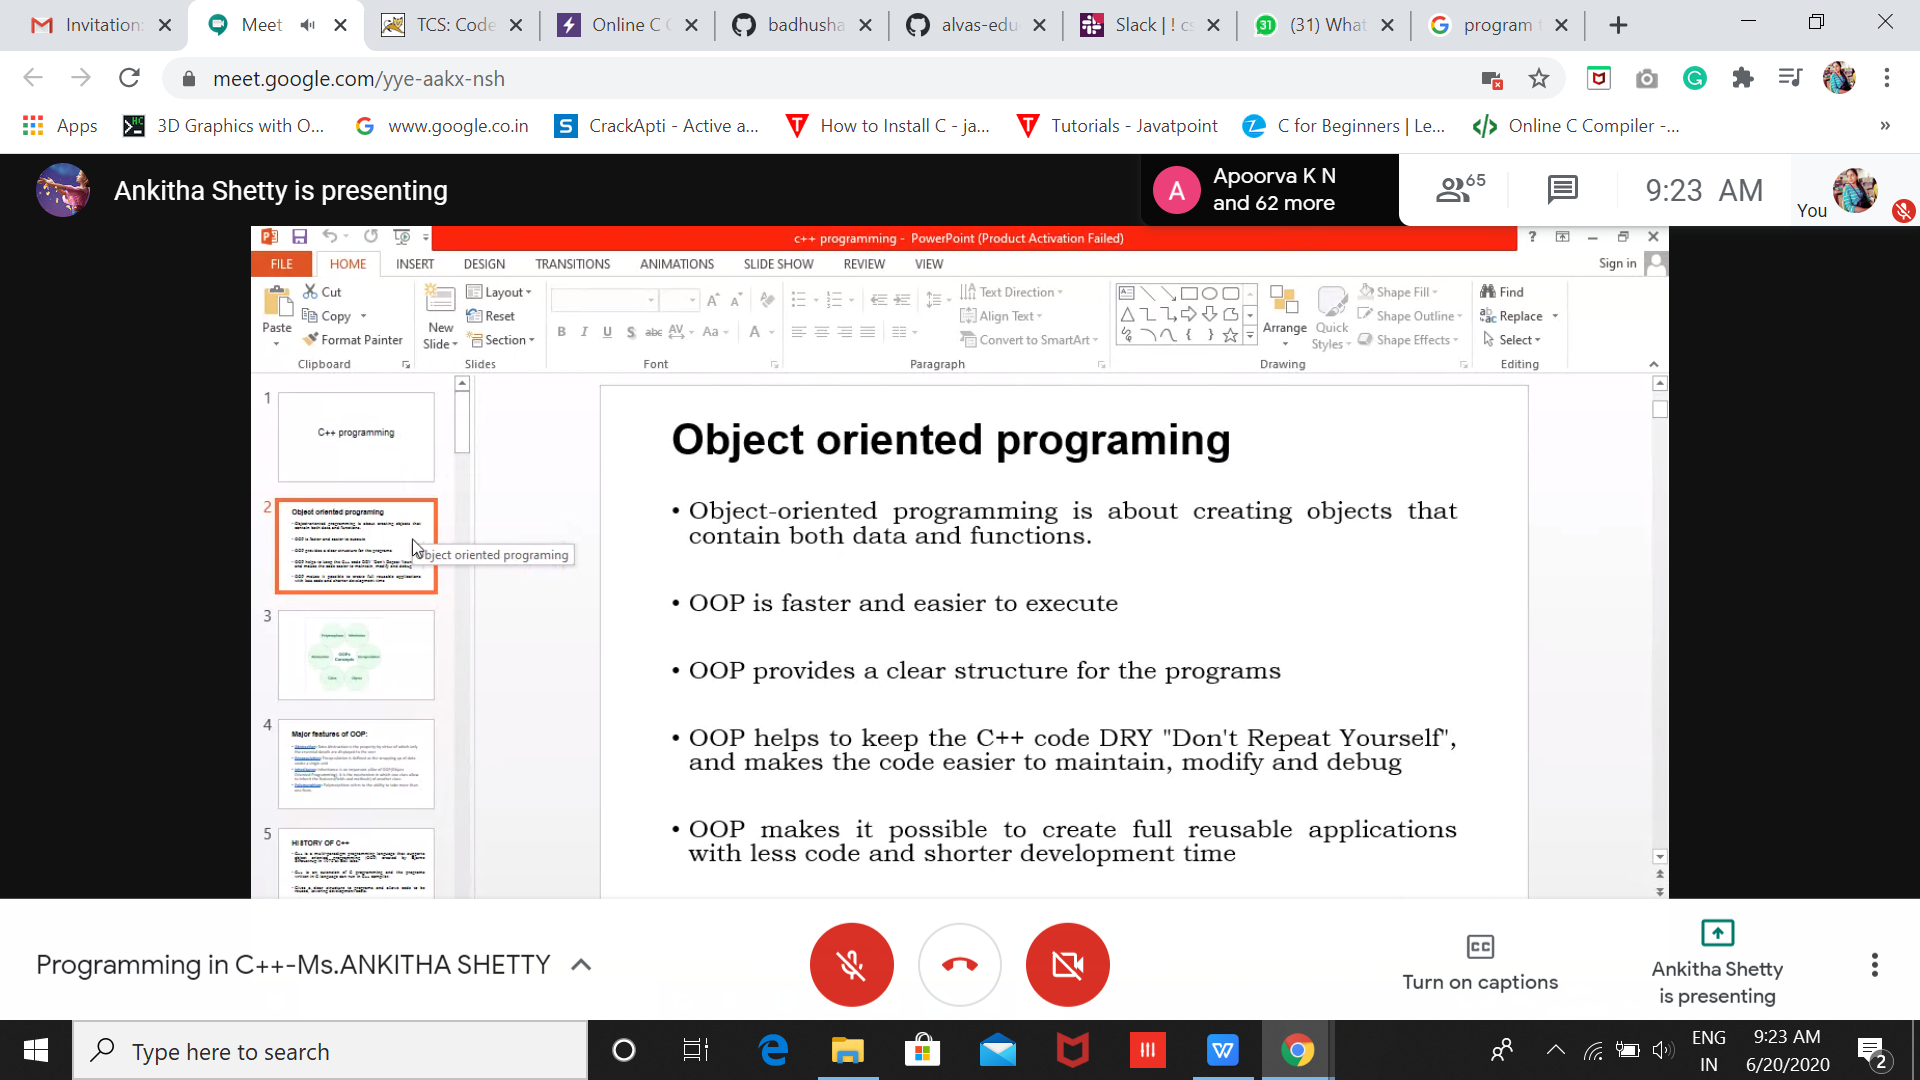 Invitation:
Meet
TCS: Code
Online C C
badhusha
alvas-edu
Slack | ! cs
(31) What
program t
meet.google.com/yye-aakx-nsh
Apps
3D Graphics with O...
www.google.co.in
CrackApti - Active a...
How to Install C - ja...
Tutorials - Javatpoint
C for Beginners | Le...
Online C Compiler -...
Ankitha Shetty is presenting
A
Apoorva K N
and 62 more
65
9:23 AM
You
c++ programming - PowerPoint (Product Activation Failed)
FILE
HOME
INSERT
DESIGN
TRANSITIONS
ANIMATIONS
SLIDE SHOW
REVIEW
VIEW
Sign in
Paste
Cut
Copy
Format Painter
Clipboard
New
Slide
Layout
Reset
Section
Slides
Font
Text Direction
Align Text
Convert to SmartArt
Paragraph
Arrange
Quick
Styles
Shape Fill
Shape Outline
Shape Effects
Drawing
Find
Replace
Select
Editing
1
C++ programming
2
Object oriented programing
Object oriented programing
3
4
Major features of OOP:
5
HISTORY OF C++
Object oriented programing
• Object-oriented programming is about creating objects that
contain both data and functions.
• OOP is faster and easier to execute
• OOP provides a clear structure for the programs
• OOP helps to keep the C++ code DRY "Don't Repeat Yourself",
and makes the code easier to maintain, modify and debug
• OOP makes it possible to create full reusable applications
with less code and shorter development time
Programming in C++-Ms.ANKITHA SHETTY
Turn on captions
Ankitha Shetty
is presenting
Type here to search
ENG
IN
9:23 AM
6/20/2020
2